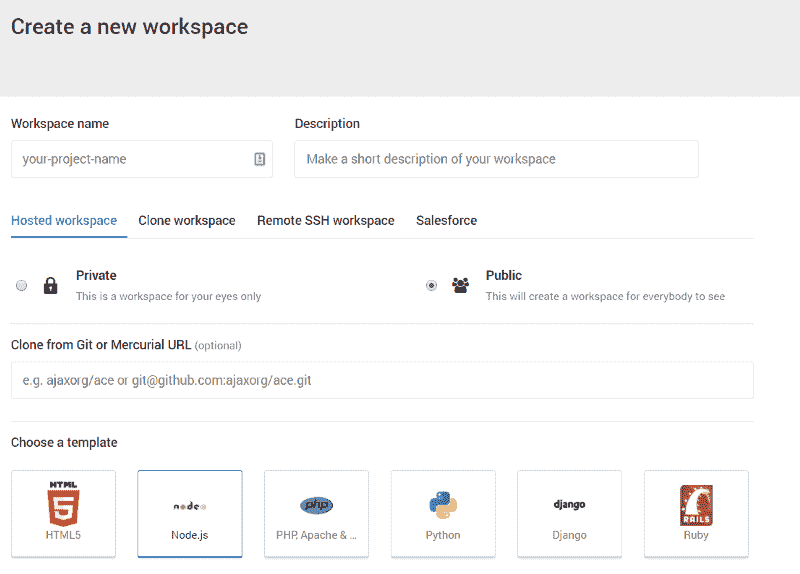 Create a new workspace
Workspace name
Description
your-project-name
Make a short description of your workspace
Hosted workspace
Clone workspace
Remote SSH workspace
Salesforce
Private
This is a workspace for your eyes only
Public
This will create a workspace for everybody to see
Clone from Git or Mercurial URL (optional)
e.g. ajaxorg/ace or git@github.com:ajaxorg/ace.git
Choose a template
HTML
5
HTML5
node
Node.js
php
PHP, Apache & ...
Python
django
Django
RAILS
Ruby